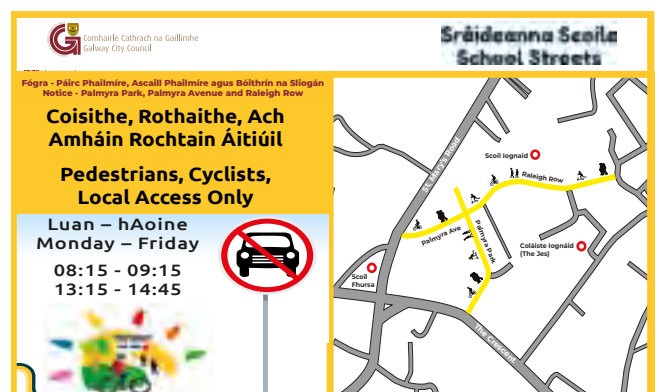 Comhairle Cathrach na Gaillimhe
Galway City Council
Sráideanna Scoile
School Streets
Fógra - Páirc Phailmíre, Ascaill Phailmíre agus Bóithrín na Sliogán
Notice - Palmyra Park, Palmyra Avenue and Raleigh Row
Coisithe, Rothaithe, Ach
Amháin Rochtain Áitiúil
Pedestrians, Cyclists,
Local Access Only
Luan – hAoine
Monday – Friday
08:15 - 09:15
13:15 - 14:45
St. Mary's Road
Scoil Iognaid
Raleigh Row
Palmyra Ave
Palmyra Park
Coláiste Iognáid
(The Jes)
Scoil
Fhursa
The Crescent